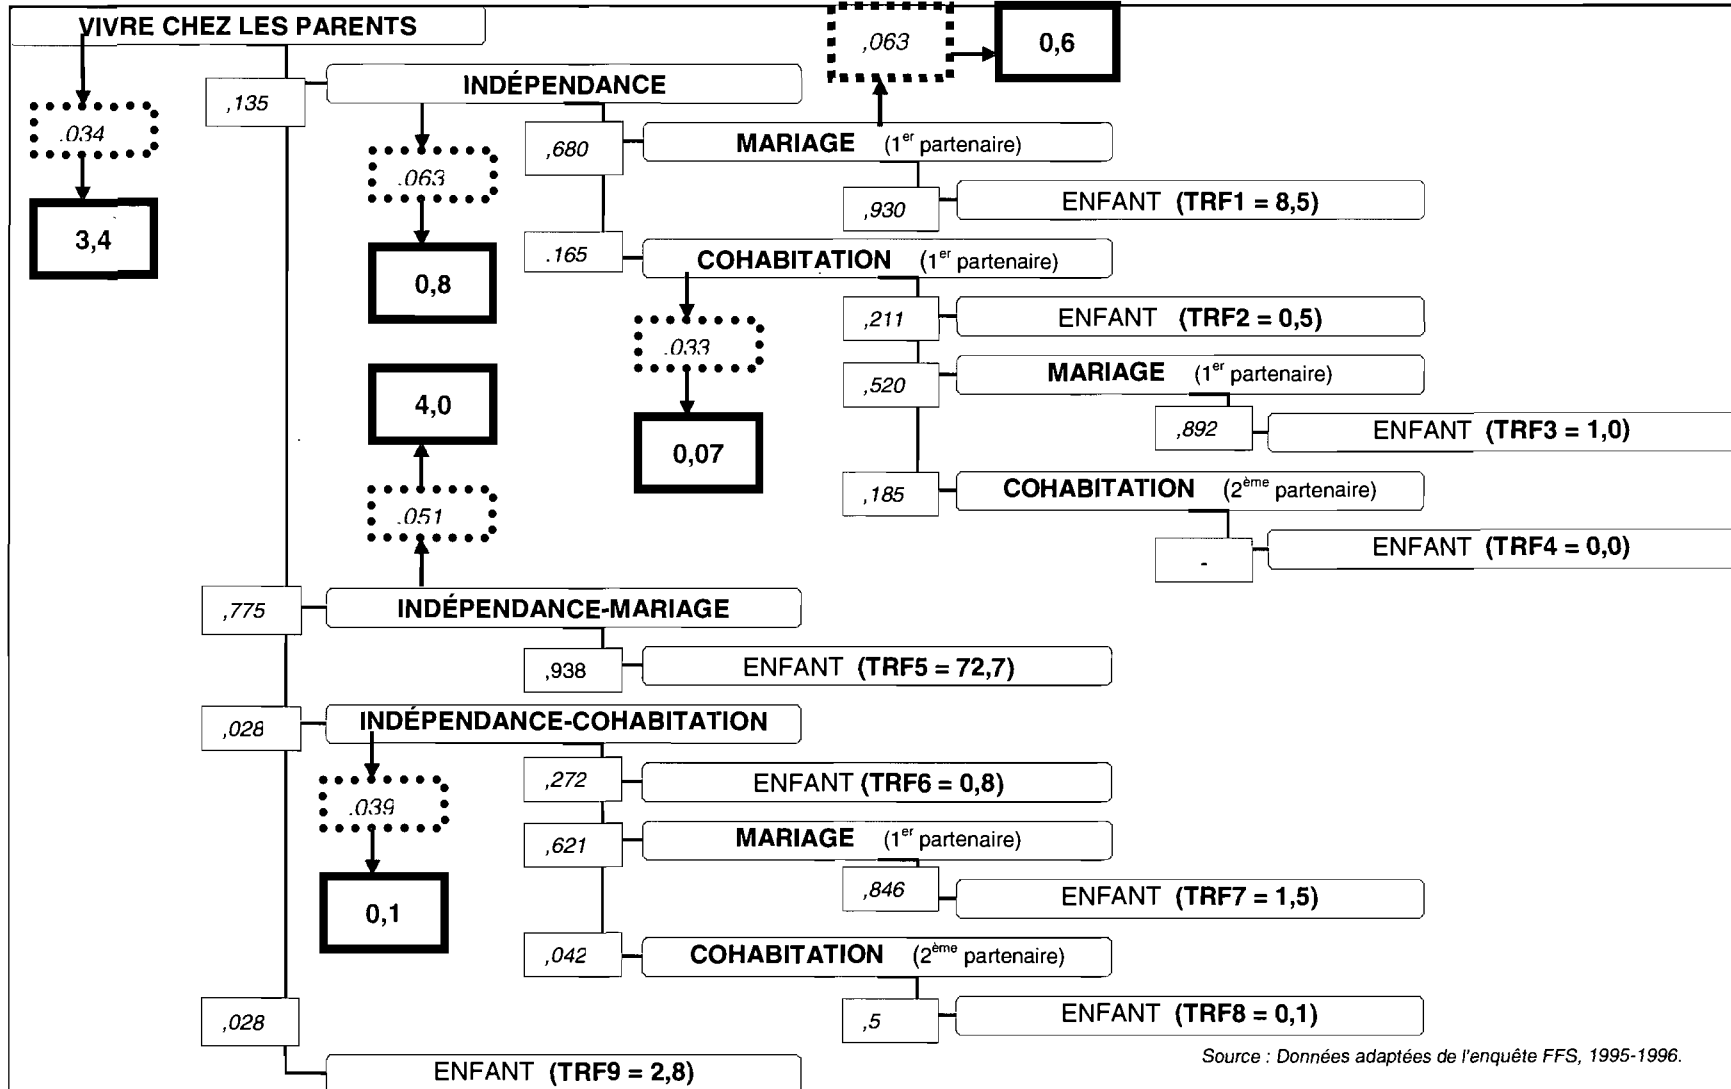 VIVRE CHEZ LES PARENTS
,063
0,6
,135
INDÉPENDANCE
.034
,680
MARIAGE (1er partenaire)
.063
,930
ENFANT (TRF1 = 8,5)
3,4
.165
COHABITATION (1er partenaire)
0,8
,211
ENFANT (TRF2 = 0,5)
.033
,520
MARIAGE (1er partenaire)
4,0
,892
ENFANT (TRF3 = 1,0)
0,07
,185
COHABITATION (2ème partenaire)
.051
-
ENFANT (TRF4 = 0,0)
,775
INDÉPENDANCE-MARIAGE
,938
ENFANT (TRF5 = 72,7)
,028
INDÉPENDANCE-COHABITATION
,272
ENFANT (TRF6 = 0,8)
.039
,621
MARIAGE (1er partenaire)
,846
ENFANT (TRF7 = 1,5)
0,1
,042
COHABITATION (2ème partenaire)
,028
,5
ENFANT (TRF8 = 0,1)
Source : Données adaptées de l'enquête FFS, 1995-1996.
ENFANT (TRF9 = 2,8)